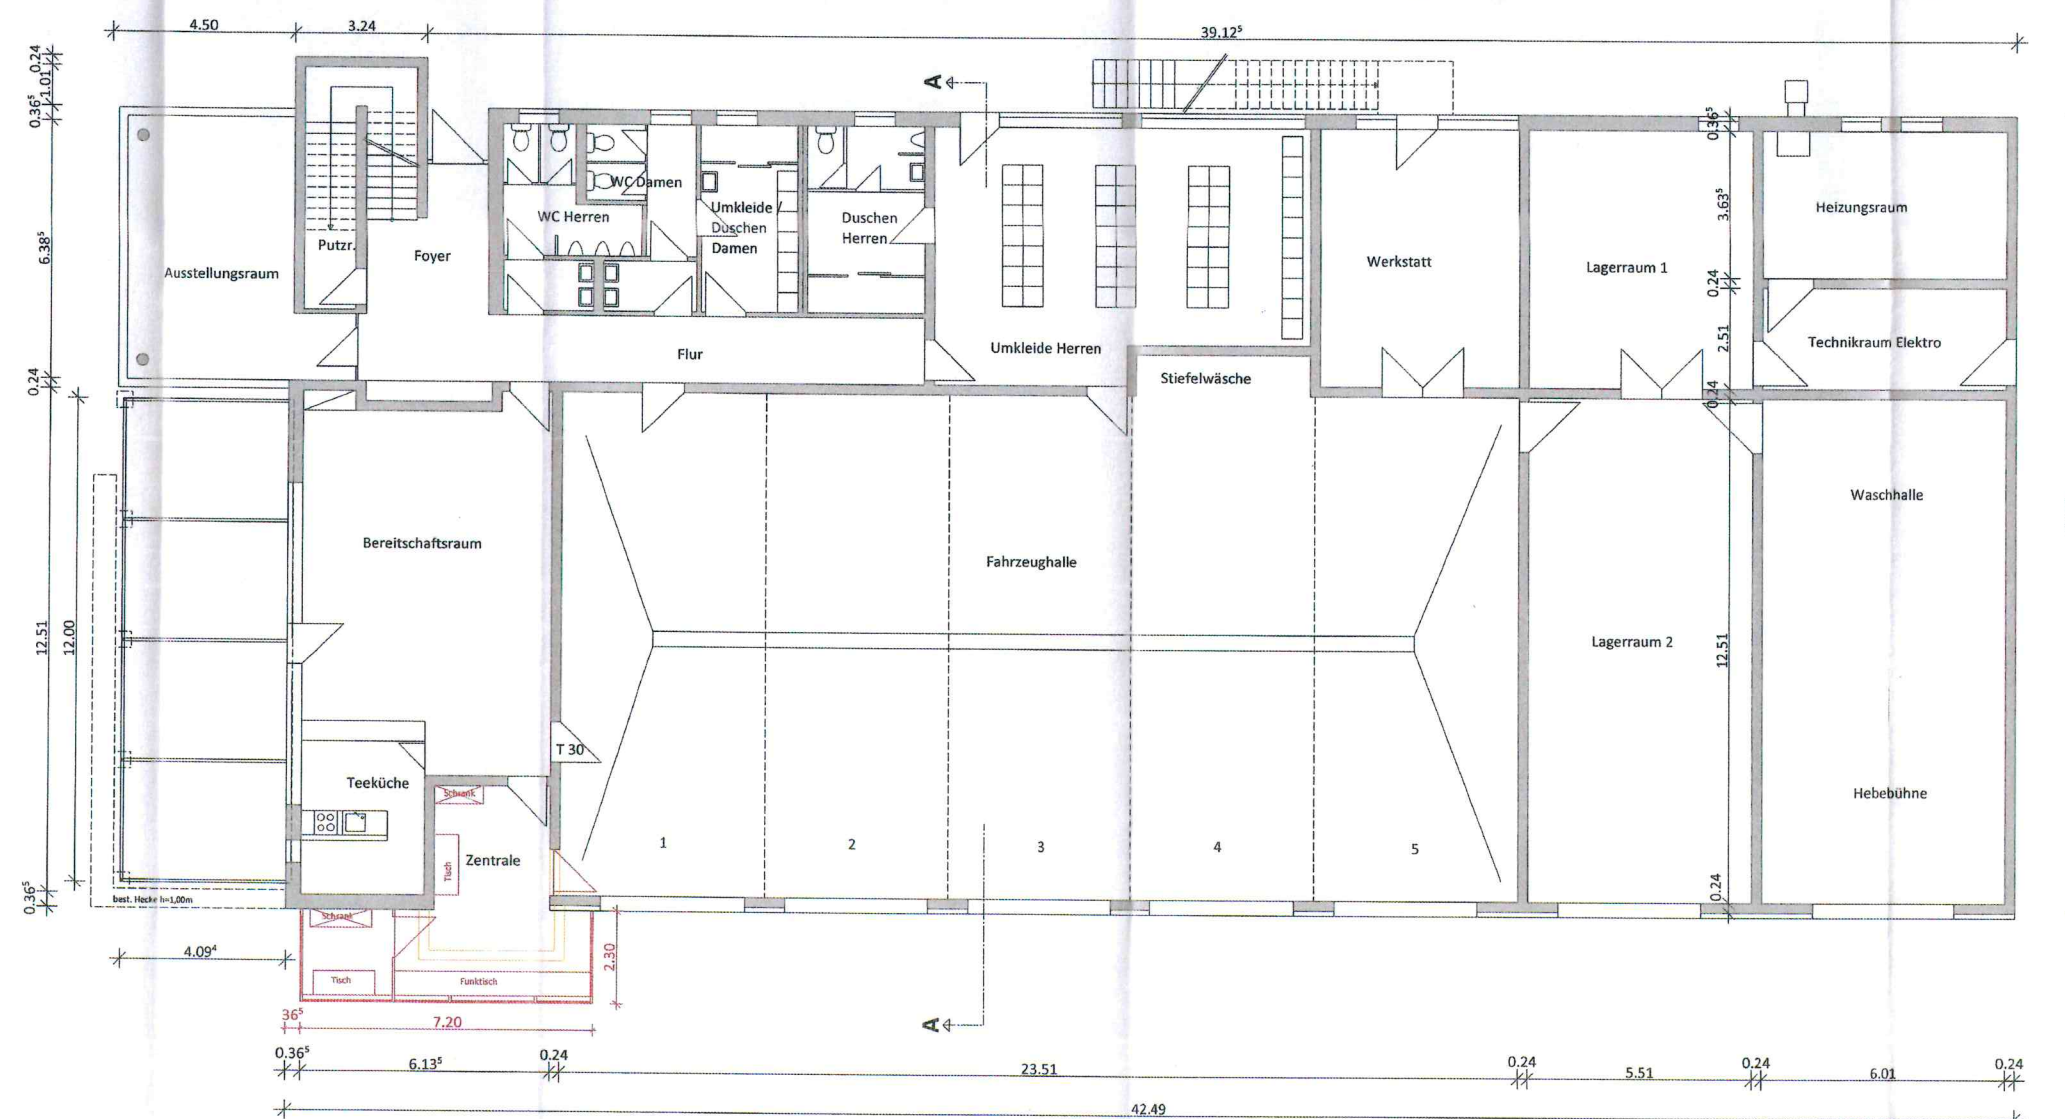 4.50
3.24
39.12⁵
0.24
1.01
0.36⁵
6.38⁵
0.24
12.51
12.00
0.36⁵
A
0.36⁵
3.63⁵
0.24
2.51
0.24
12.51
0.24
WC Damen
WC Herren
Umkleide /
Duschen
Damen
Duschen
Herren
Putzr.
Foyer
Ausstellungsraum
Werkstatt
Lagerraum 1
Heizungsraum
Technikraum Elektro
Flur
Umkleide Herren
Stiefelwäsche
Bereitschaftsraum
Fahrzeughalle
Waschhalle
Lagerraum 2
T 30
Teeküche
Schrank
Hebebühne
1
2
3
4
5
Tisch
Zentrale
best. Hecke h=1,00m
Schrank
Tisch
Funktisch
2.30
4.09⁴
36⁵
7.20
A
0.36⁵
6.13⁵
0.24
23.51
0.24
5.51
0.24
6.01
0.24
42.49